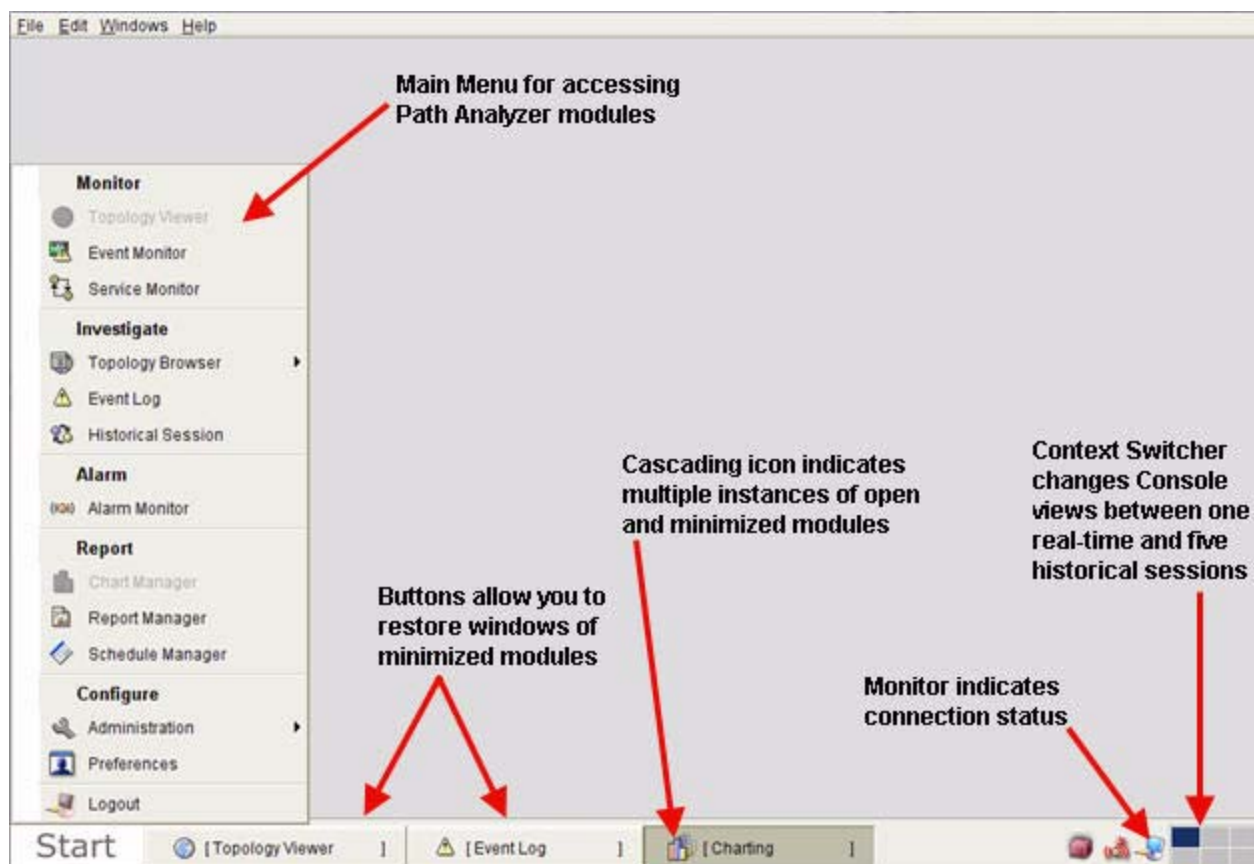 File Edit Windows Help
Main Menu for accessing
Path Analyzer modules
Monitor
Topology Viewer
Event Monitor
Service Monitor
Investigate
Topology Browser
Event Log
Historical Session
Alarm
Alarm Monitor
Report
Chart Manager
Report Manager
Schedule Manager
Configure
Administration
Preferences
Logout
Buttons allow you to
restore windows of
minimized modules
Cascading icon indicates
multiple instances of open
and minimized modules
Monitor indicates
connection status
Context Switcher
changes Console
views between one
real-time and five
historical sessions
Start [ Topology Viewer ] [ Event Log ] [ Charting ]